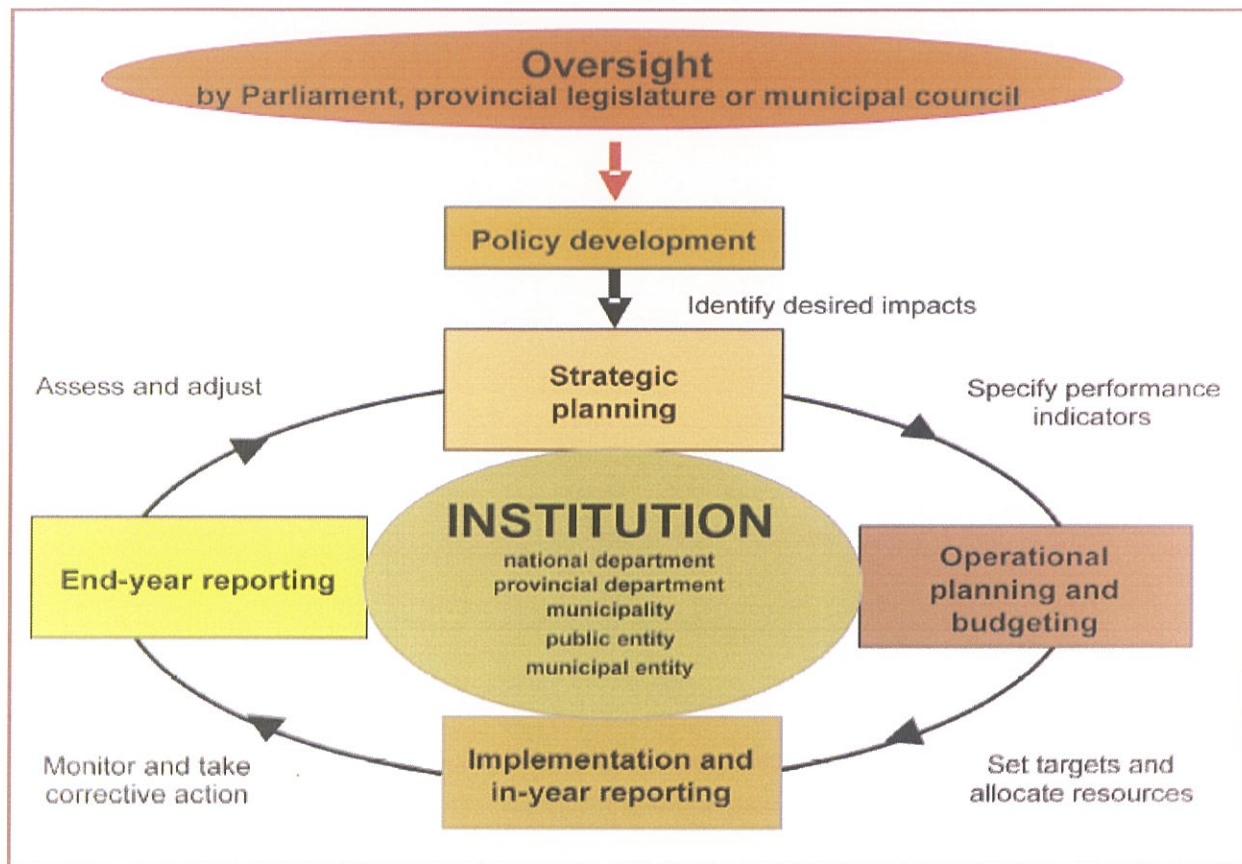 Oversight
by Parliament, provincial legislature or municipal council
Policy development
Identify desired impacts
Strategic
planning
Assess and adjust
Specify performance
indicators
INSTITUTION
national department
provincial department
municipality
public entity
municipal entity
End-year reporting
Operational
planning and
budgeting
Implementation and
in-year reporting
Monitor and take
corrective action
Set targets and
allocate resources